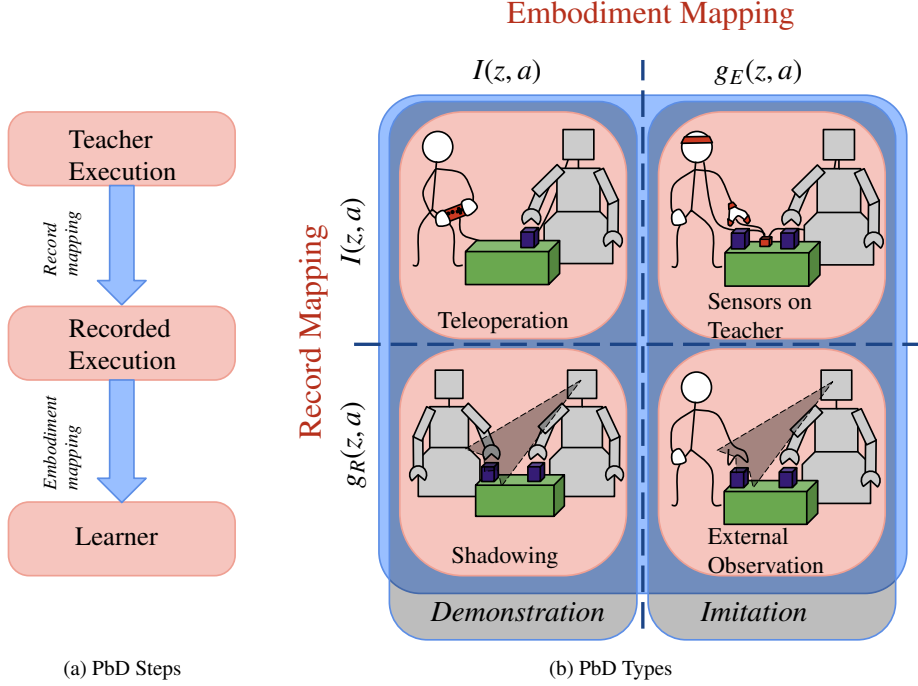 Teacher
Execution
Record
mapping
Recorded
Execution
Embodiment
mapping
Learner
(a) PbD Steps
Embodiment Mapping
I(z, a)
g_E(z, a)
Record Mapping
I(z, a)
g_R(z, a)
Teleoperation
Sensors on
Teacher
Shadowing
External
Observation
Demonstration
Imitation
(b) PbD Types